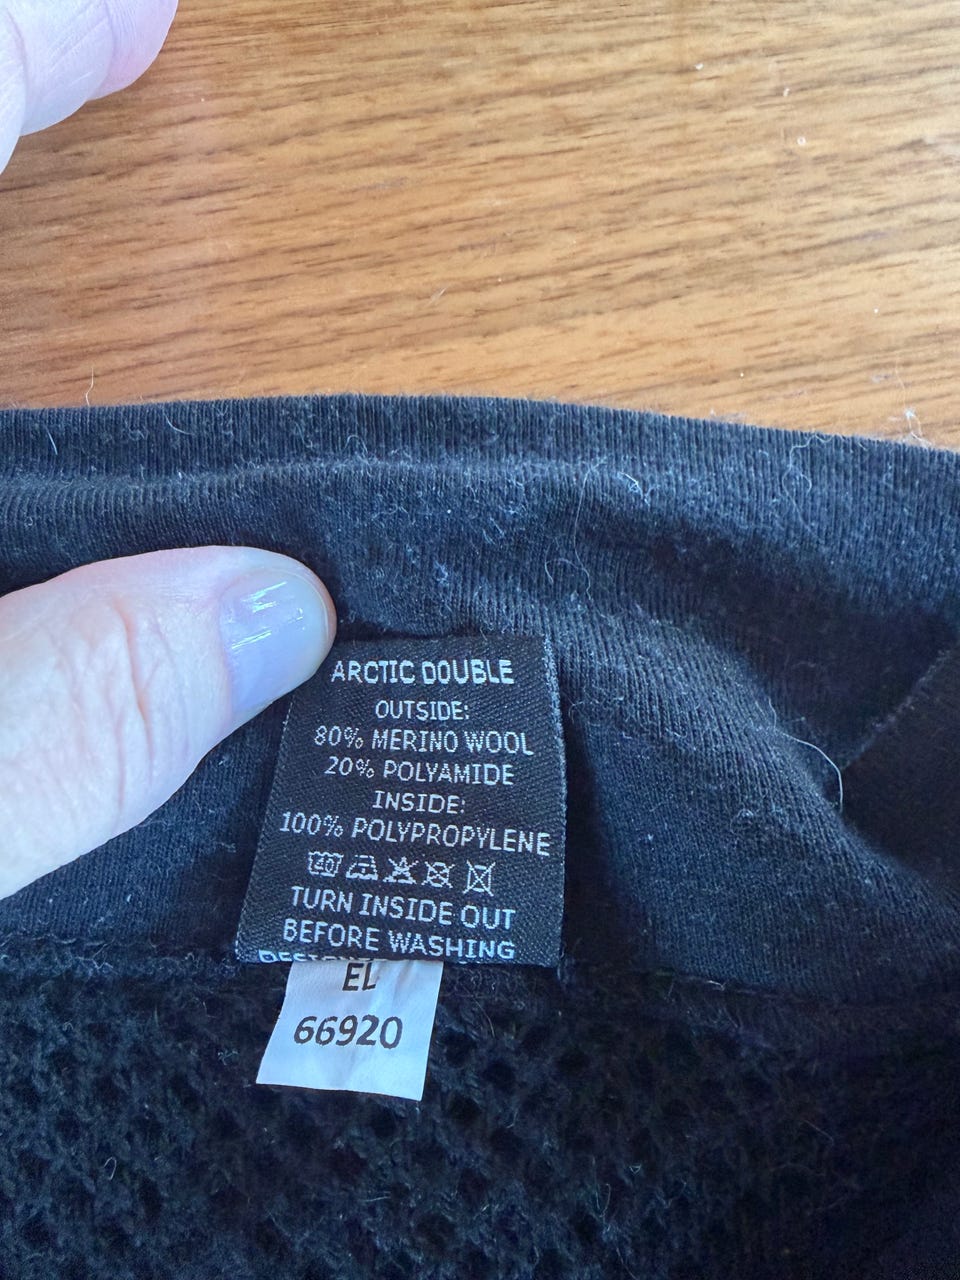 ARCTIC DOUBLE
OUTSIDE:
80% MERINO WOOL
20% POLYAMIDE
INSIDE:
100% POLYPROPYLENE
40
TURN INSIDE OUT
BEFORE WASHING
EL
66920